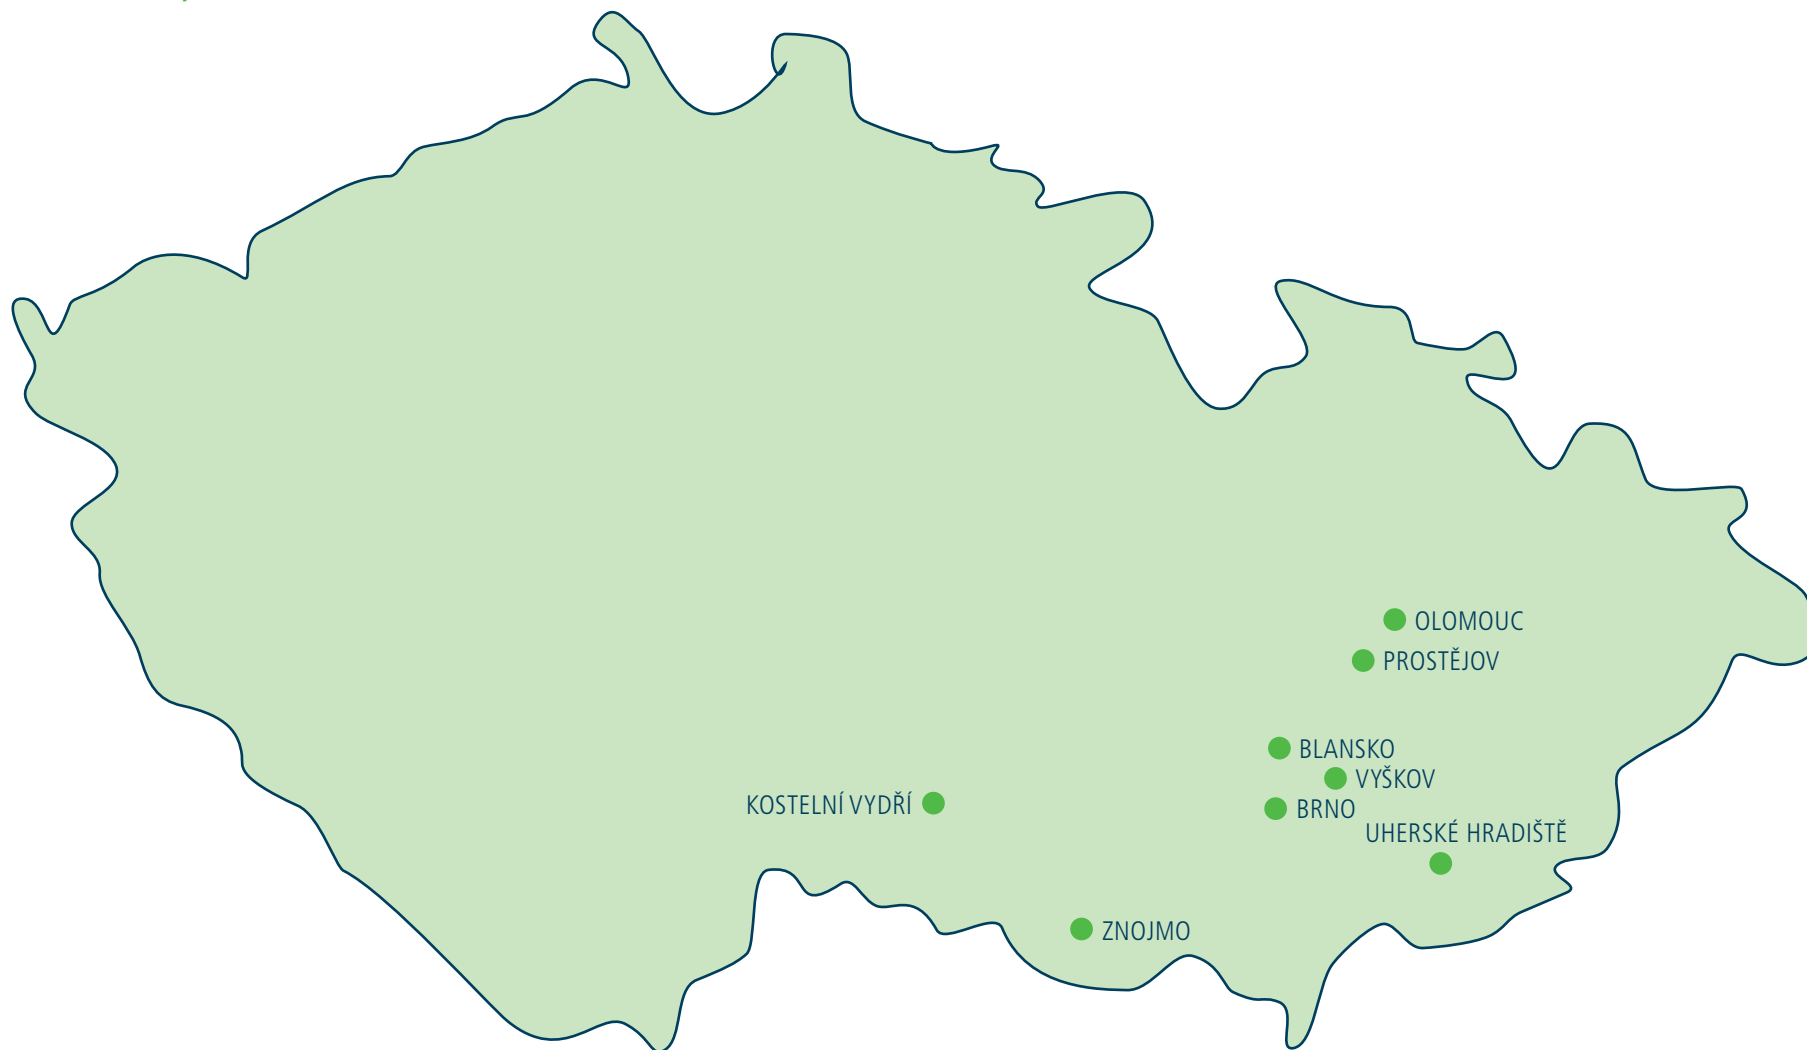 OLOMOUC
PROSTĚJOV
BLANSKO
VYŠKOV
KOSTELNÍ VYDŘÍ
BRNO
UHERSKÉ HRADIŠTĚ
ZNOJMO